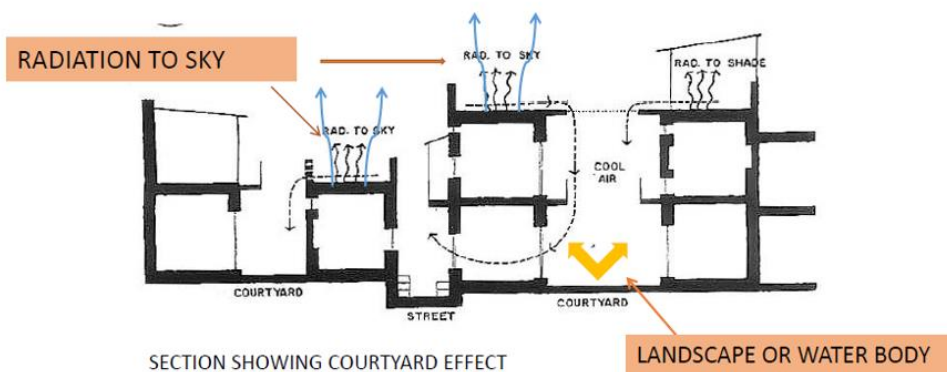 RADIATION TO SKY
RAD. TO SKY
RAD. TO SHADE
RAD. TO SKY
COOL
AIR
COURTYARD
STREET
COURTYARD
SECTION SHOWING COURTYARD EFFECT
LANDSCAPE OR WATER BODY